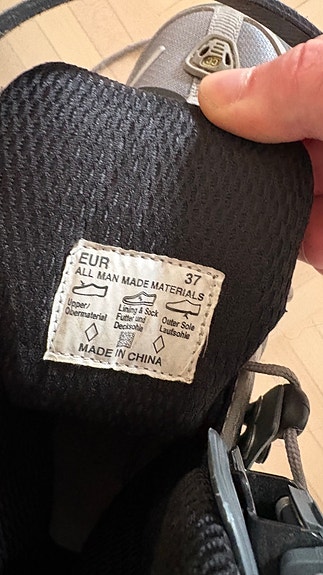 EUR 37
ALL MAN MADE MATERIALS
Upper/ Lining & Sock Outer Sole
Obermaterial Futter und Laufsohle
Decksohle
MADE IN CHINA